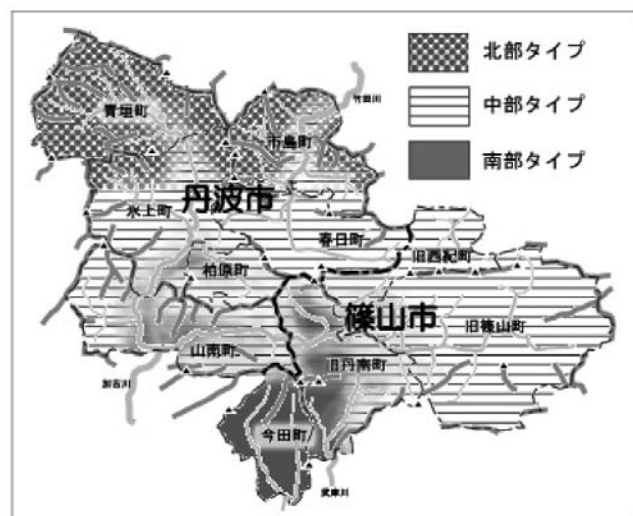 北部タイプ
中部タイプ
南部タイプ
青垣町
竹田川
市島町
丹波市
氷上町
春日町
旧西紀町
柏原町
篠山市
旧篠山町
山南町
旧丹南町
加古川
今田町
武庫川